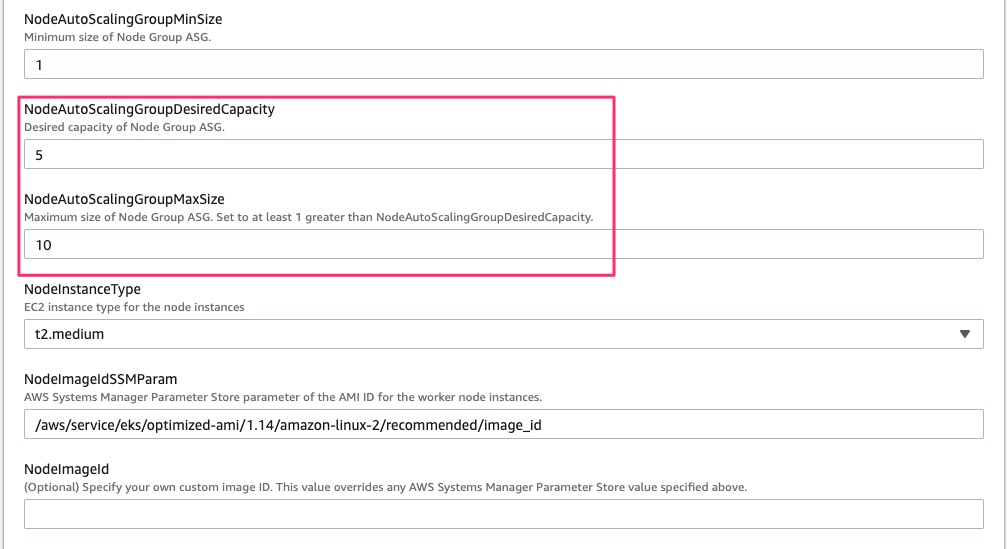 NodeAutoScalingGroupMinSize
Minimum size of Node Group ASG.
1
NodeAutoScalingGroupDesiredCapacity
Desired capacity of Node Group ASG.
5
NodeAutoScalingGroupMaxSize
Maximum size of Node Group ASG. Set to at least 1 greater than NodeAutoScalingGroupDesiredCapacity.
10
NodeInstanceType
EC2 instance type for the node instances
t2.medium
NodeImageIdSSMParam
AWS Systems Manager Parameter Store parameter of the AMI ID for the worker node instances.
/aws/service/eks/optimized-ami/1.14/amazon-linux-2/recommended/image_id
NodeImageId
(Optional) Specify your own custom image ID. This value overrides any AWS Systems Manager Parameter Store value specified above.